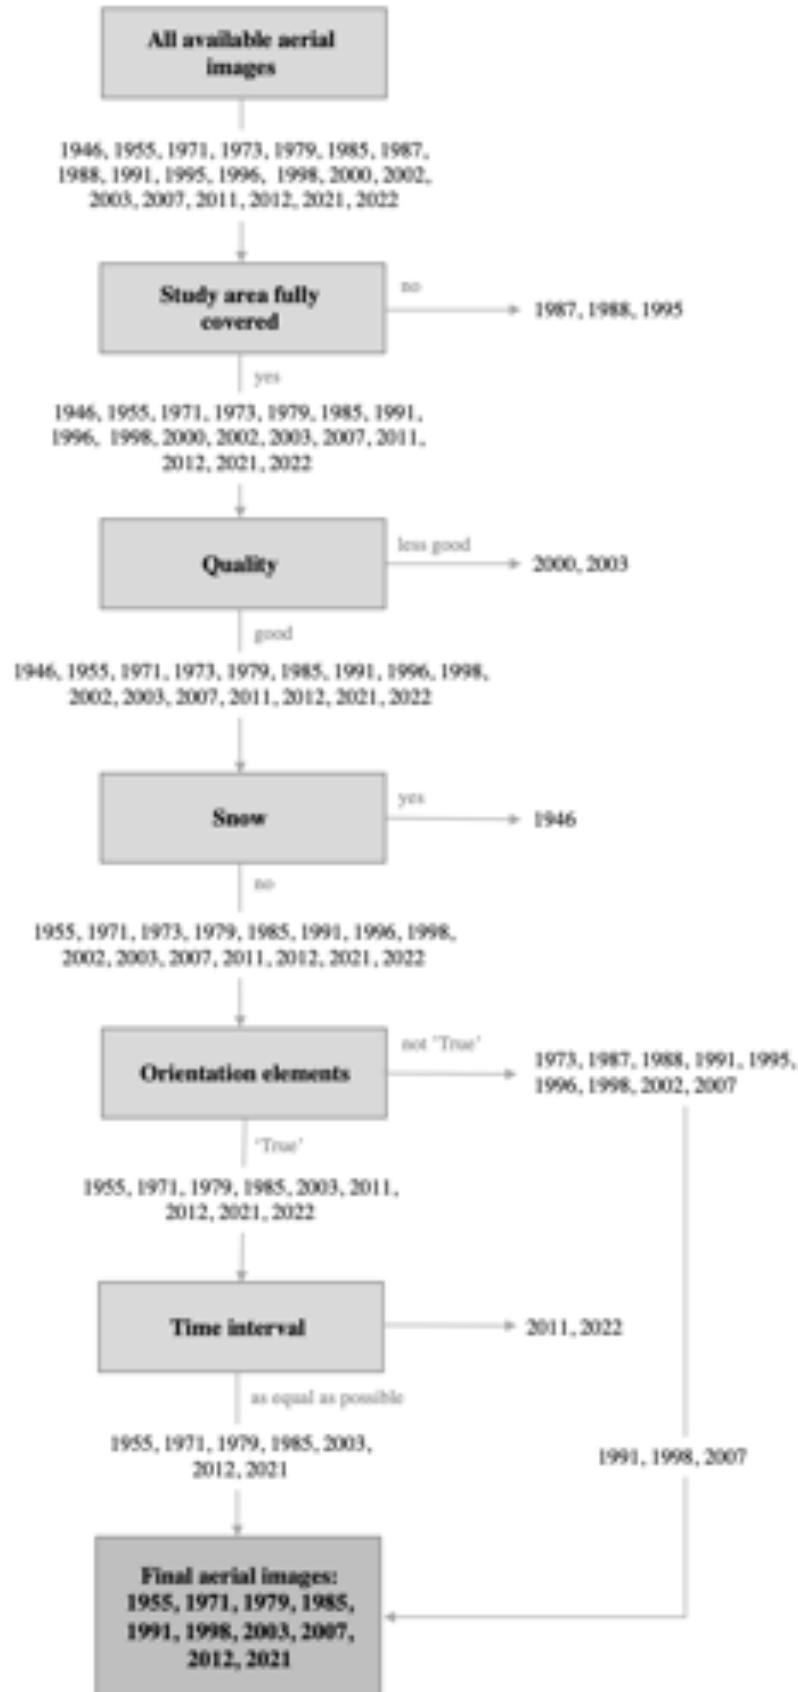 All available aerial
images
1946, 1955, 1971, 1973, 1979, 1985, 1987,
1988, 1991, 1995, 1996, 1998, 2000, 2002,
2003, 2007, 2011, 2012, 2021, 2022
Study area fully
covered
no
1987, 1988, 1995
yes
1946, 1955, 1971, 1973, 1979, 1985, 1991,
1996, 1998, 2000, 2002, 2003, 2007, 2011,
2012, 2021, 2022
Quality
less good
2000, 2003
good
1946, 1955, 1971, 1973, 1979, 1985, 1991, 1996, 1998,
2002, 2003, 2007, 2011, 2012, 2021, 2022
Snow
yes
1946
no
1955, 1971, 1973, 1979, 1985, 1991, 1996, 1998,
2002, 2003, 2007, 2011, 2012, 2021, 2022
Orientation elements
not 'True'
1973, 1987, 1988, 1991, 1995,
1996, 1998, 2002, 2007
'True'
1955, 1971, 1979, 1985, 2003, 2011,
2012, 2021, 2022
Time interval
2011, 2022
as equal as possible
1955, 1971, 1979, 1985, 2003,
2012, 2021
1991, 1998, 2007
Final aerial images:
1955, 1971, 1979, 1985,
1991, 1998, 2003, 2007,
2012, 2021